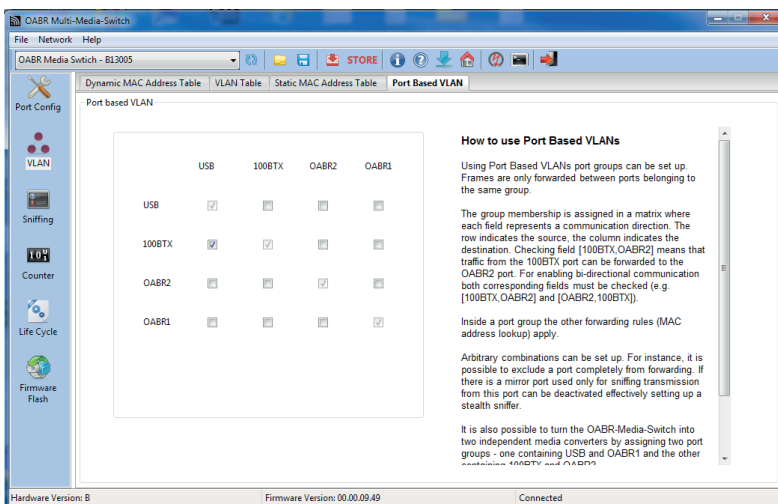 OABR Multi-Media-Switch
File Network Help
OABR Media Swtich - B13005
STORE
Dynamic MAC Address Table VLAN Table Static MAC Address Table Port Based VLAN
Port Config
VLAN
Sniffing
Counter
Life Cycle
Firmware
Flash
Port based VLAN
USB 100BTX OABR2 OABR1
USB
100BTX
OABR2
OABR1
How to use Port Based VLANs
Using Port Based VLANs port groups can be set up.
Frames are only forwarded between ports belonging to
the same group.
The group membership is assigned in a matrix where
each field represents a communication direction. The
row indicates the source, the column indicates the
destination. Checking field [100BTX,OABR2] means that
traffic from the 100BTX port can be forwarded to the
OABR2 port. For enabling bi-directional communication
both corresponding fields must be checked (e.g.
[100BTX,OABR2] and [OABR2,100BTX]).
Inside a port group the other forwarding rules (MAC
address lookup) apply.
Arbitrary combinations can be set up. For instance, it is
possible to exclude a port completely from forwarding. If
there is a mirror port used only for sniffing transmission
from this port can be deactivated effectively setting up a
stealth sniffer.
It is also possible to turn the OABR-Media-Switch into
two independent media converters by assigning two port
groups - one containing USB and OABR1 and the other
containing 100BTX and OABR2
Hardware Version: B Firmware Version: 00.00.09.49 Connected